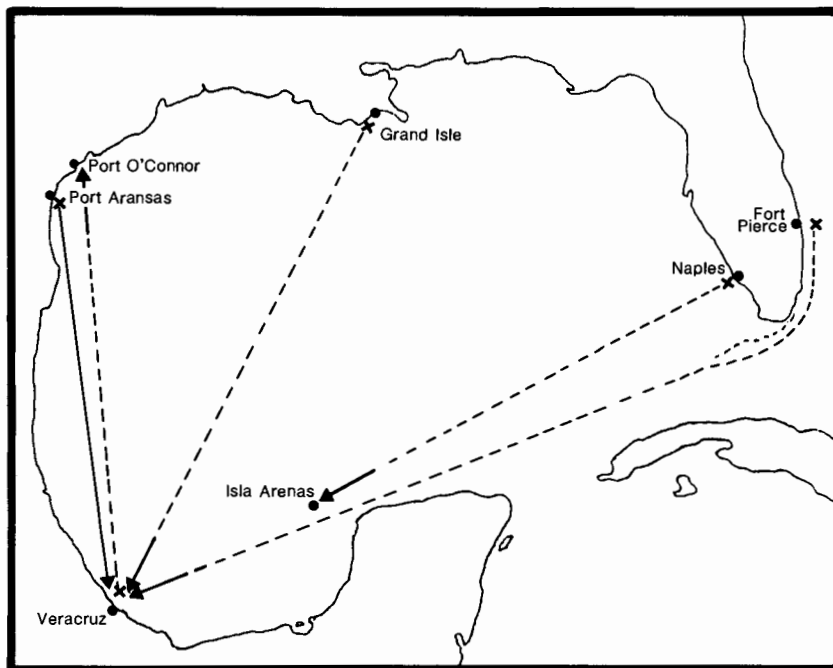 Grand Isle
Port O'Connor
Port Aransas
Fort
Pierce
Naples
Isla Arenas
Veracruz